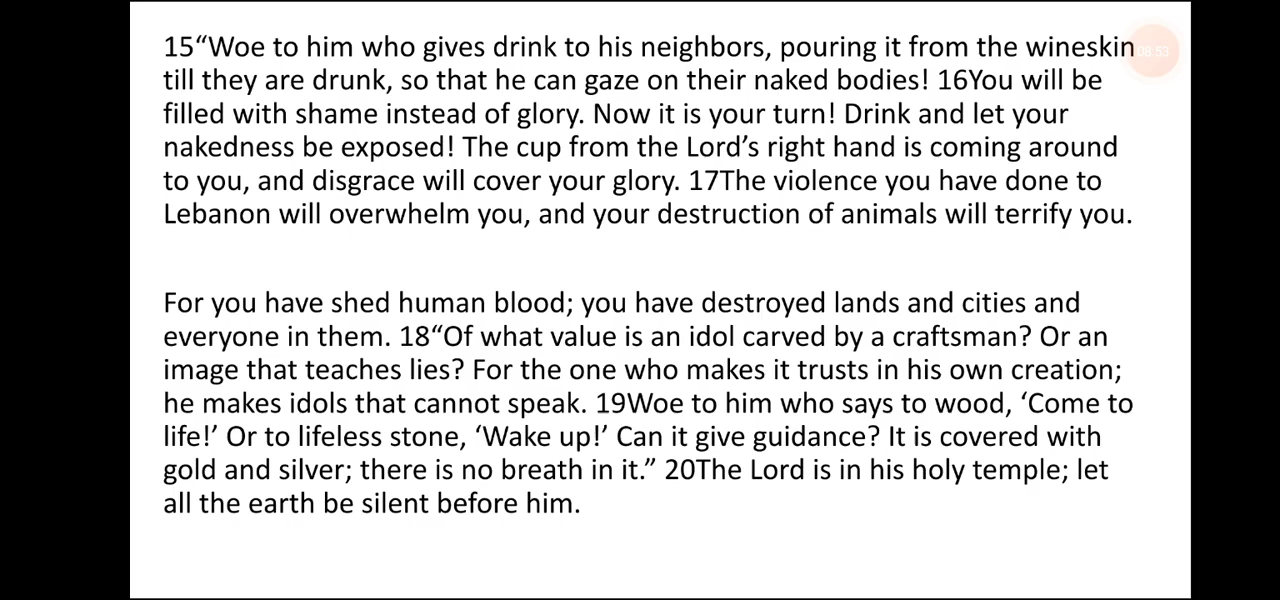 15“Woe to him who gives drink to his neighbors, pouring it from the wineskin
08:53
till they are drunk, so that he can gaze on their naked bodies! 16You will be
filled with shame instead of glory. Now it is your turn! Drink and let your
nakedness be exposed! The cup from the Lord’s right hand is coming around
to you, and disgrace will cover your glory. 17The violence you have done to
Lebanon will overwhelm you, and your destruction of animals will terrify you.
For you have shed human blood; you have destroyed lands and cities and
everyone in them. 18“Of what value is an idol carved by a craftsman? Or an
image that teaches lies? For the one who makes it trusts in his own creation;
he makes idols that cannot speak. 19Woe to him who says to wood, ‘Come to
life!’ Or to lifeless stone, ‘Wake up!’ Can it give guidance? It is covered with
gold and silver; there is no breath in it.” 20The Lord is in his holy temple; let
all the earth be silent before him.